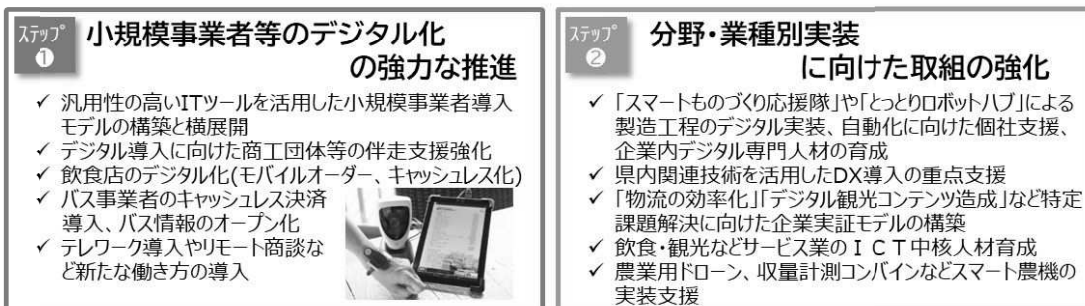 ステップ
❶
小規模事業者等のデジタル化
の強力な推進
✓ 汎用性の高いITツールを活用した小規模事業者導入
モデルの構築と横展開
✓ デジタル導入に向けた商工団体等の伴走支援強化
✓ 飲食店のデジタル化(モバイルオーダー、キャッシュレス化)
✓ バス事業者のキャッシュレス決済
導入、バス情報のオープン化
✓ テレワーク導入やリモート商談な
ど新たな働き方の導入
ステップ
❷
分野・業種別実装
に向けた取組の強化
✓ 「スマートものづくり応援隊」や「とっとりロボットハブ」による
製造工程のデジタル実装、自動化に向けた個社支援、
企業内デジタル専門人材の育成
✓ 県内関連技術を活用したDX導入の重点支援
✓ 「物流の効率化」「デジタル観光コンテンツ造成」など特定
課題解決に向けた企業実証モデルの構築
✓ 飲食・観光などサービス業のＩＣＴ中核人材育成
✓ 農業用ドローン、収量計測コンバインなどスマート農機の
実装支援